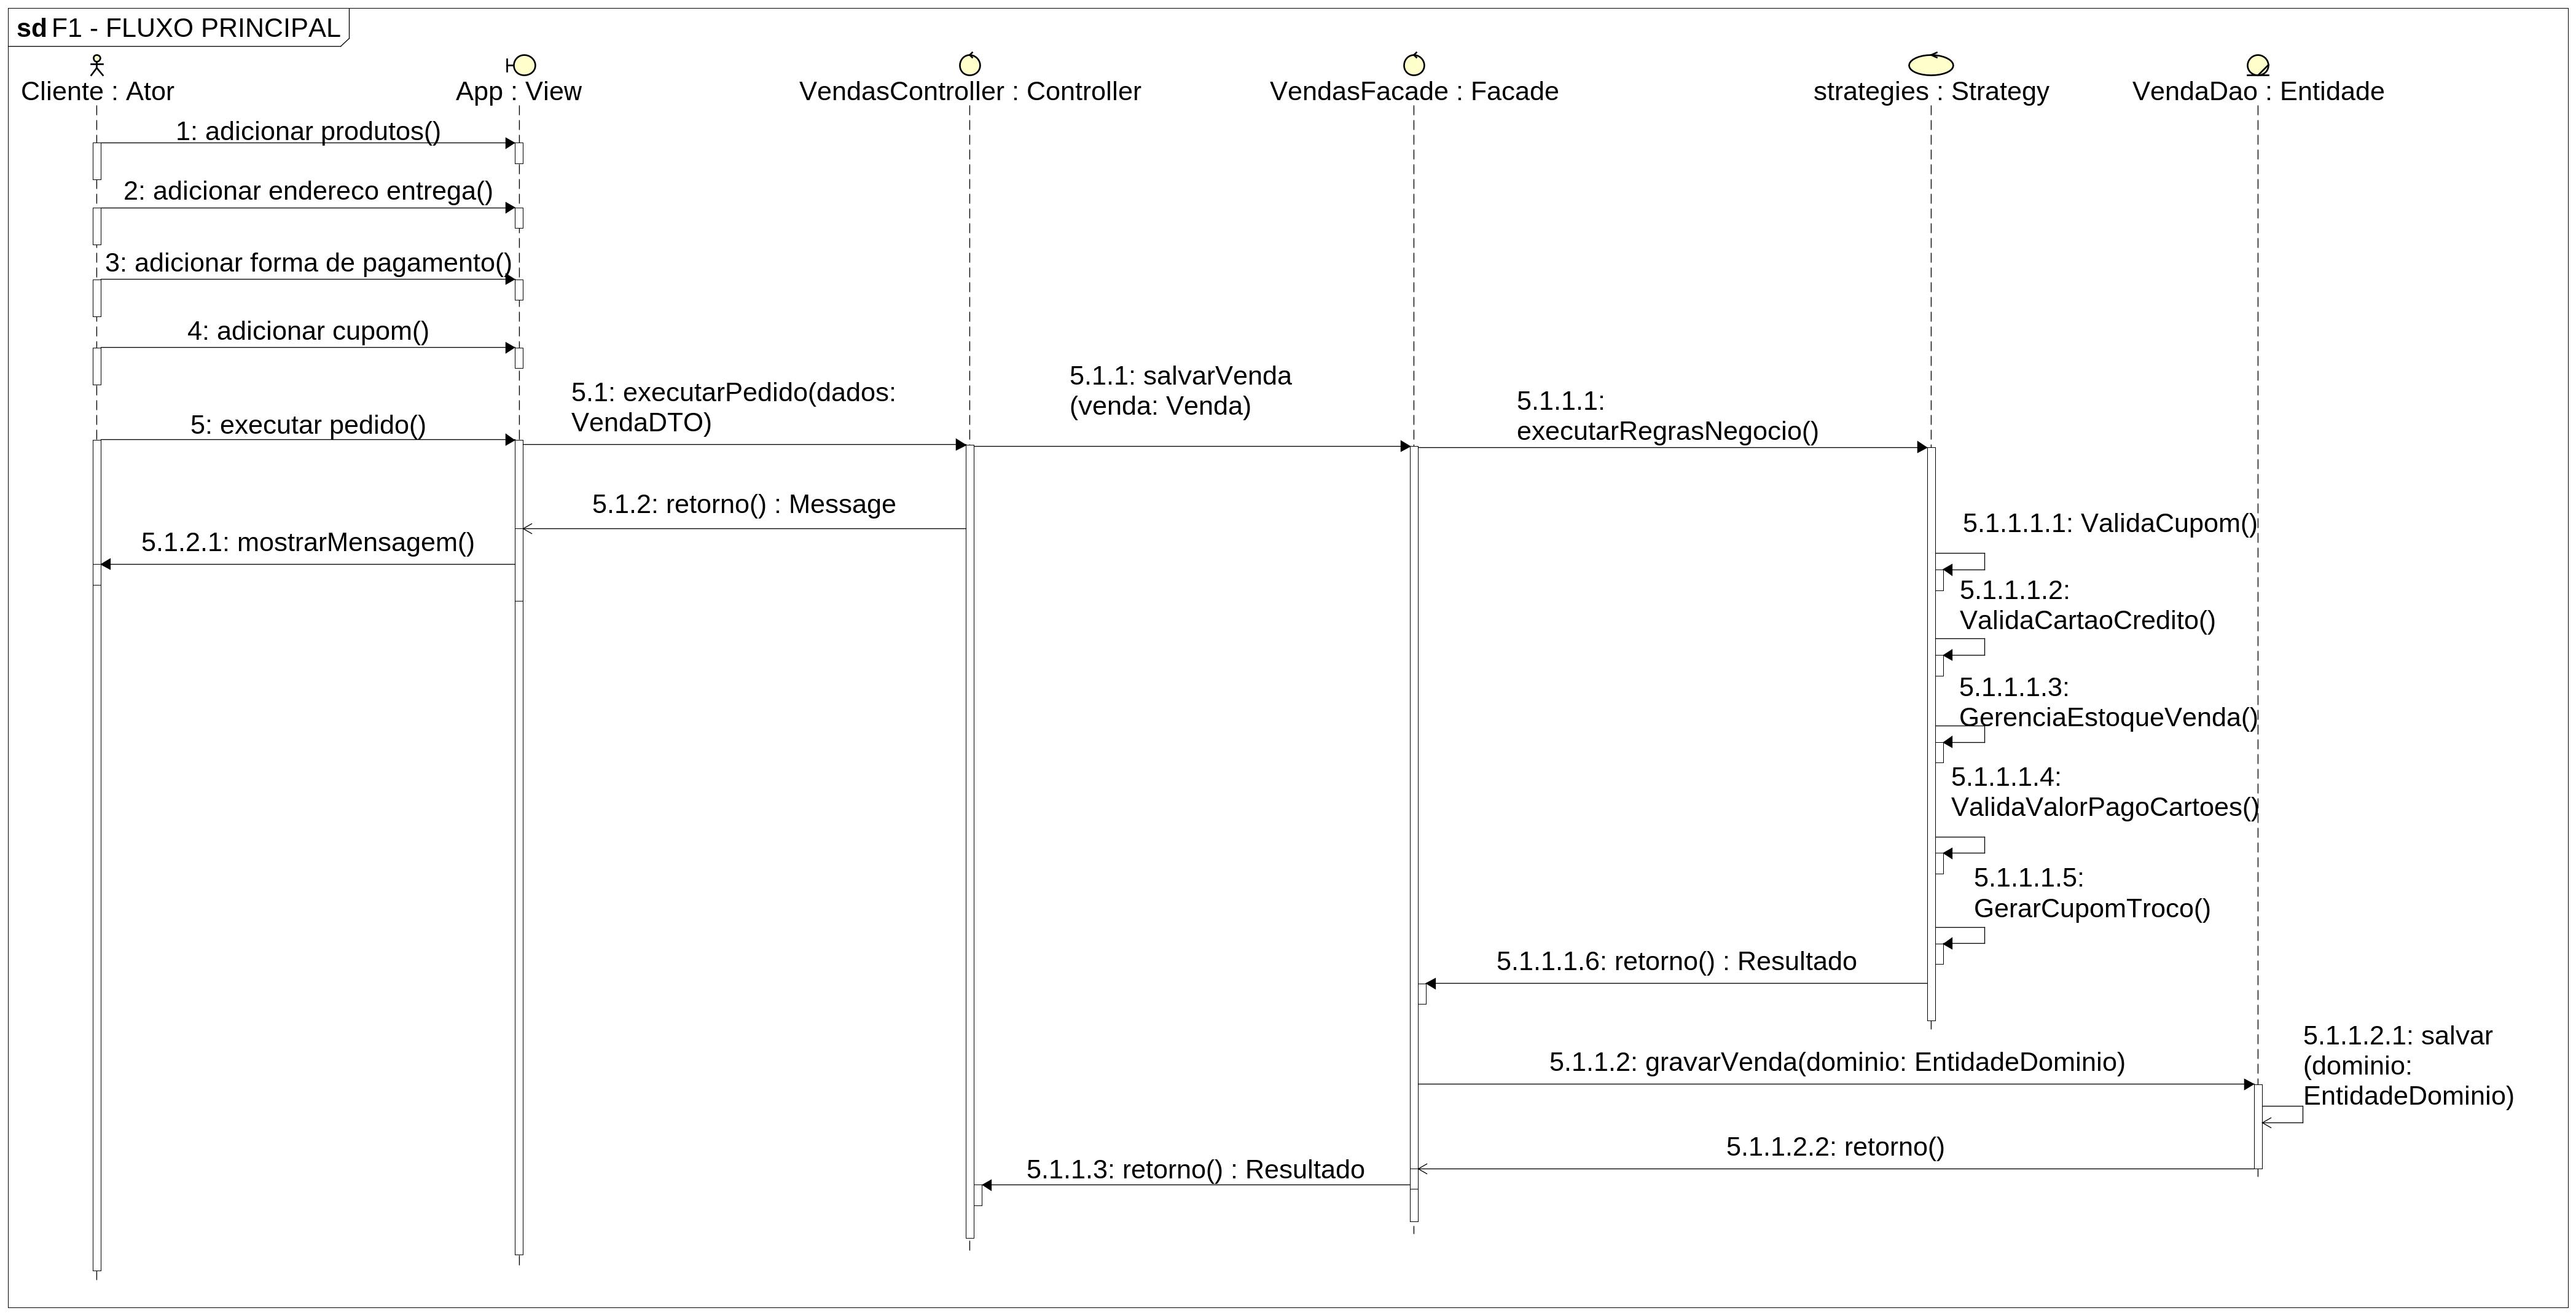 sd F1 - FLUXO PRINCIPAL
Cliente : Ator
App : View
VendasController : Controller
VendasFacade : Facade
strategies : Strategy
VendaDao : Entidade
1: adicionar produtos()
2: adicionar endereco entrega()
3: adicionar forma de pagamento()
4: adicionar cupom()
5: executar pedido()
5.1: executarPedido(dados:
VendaDTO)
5.1.1: salvarVenda
(venda: Venda)
5.1.1.1:
executarRegrasNegocio()
5.1.2: retorno() : Message
5.1.2.1: mostrarMensagem()
5.1.1.1.1: ValidaCupom()
5.1.1.1.2:
ValidaCartaoCredito()
5.1.1.1.3:
GerenciaEstoqueVenda()
5.1.1.1.4:
ValidaValorPagoCartoes()
5.1.1.1.5:
GerarCupomTroco()
5.1.1.1.6: retorno() : Resultado
5.1.1.2: gravarVenda(dominio: EntidadeDominio)
5.1.1.2.1: salvar
(dominio:
EntidadeDominio)
5.1.1.2.2: retorno()
5.1.1.3: retorno() : Resultado